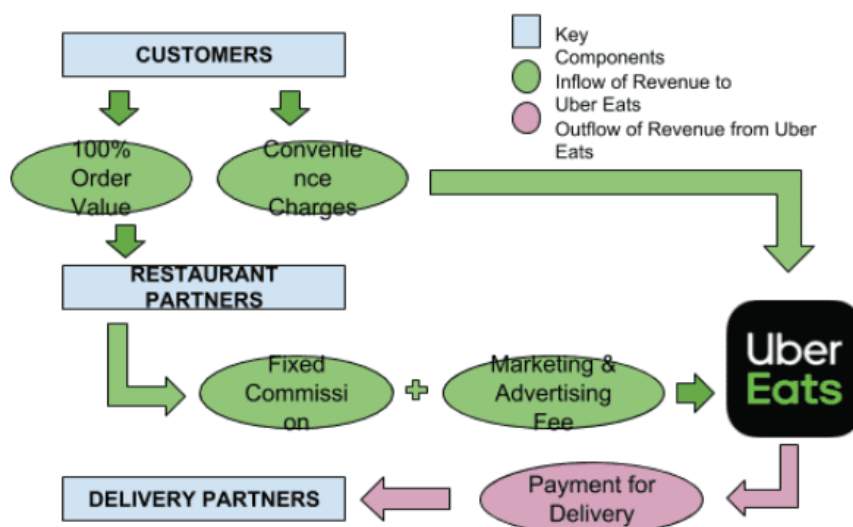 CUSTOMERS
Key
Components
Inflow of Revenue to
Uber Eats
Outflow of Revenue from Uber
Eats
100%
Order
Value
Convenie
nce
Charges
RESTAURANT
PARTNERS
Fixed
Commissi
on
+
Marketing &
Advertising
Fee
Uber
Eats
DELIVERY PARTNERS
Payment for
Delivery